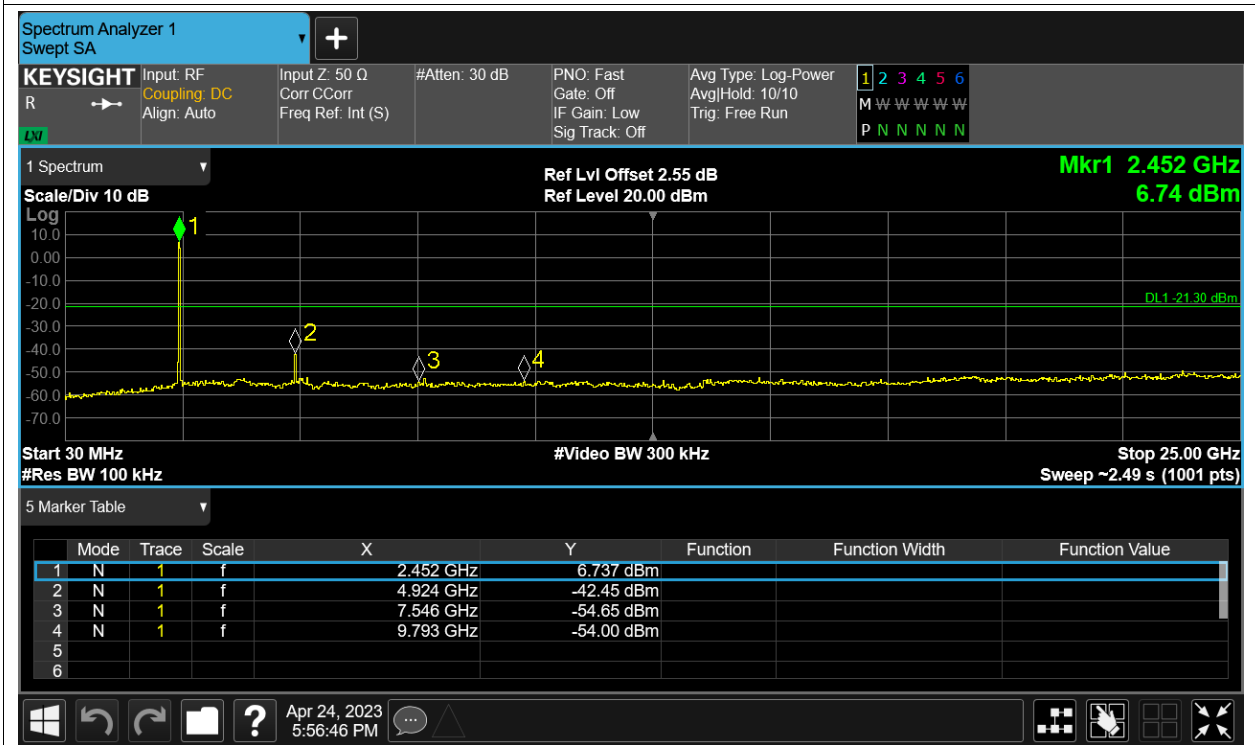 Spectrum Analyzer 1
Swept SA
KEYSIGHT
R
LXI
Input: RF
Coupling: DC
Align: Auto
Input Z: 50 Ω
Corr CCorr
Freq Ref: Int (S)
#Atten: 30 dB
PNO: Fast
Gate: Off
IF Gain: Low
Sig Track: Off
Avg Type: Log-Power
Avg|Hold: 10/10
Trig: Free Run
1 2 3 4 5 6
M W W W W W
P N N N N N
1 Spectrum
Scale/Div 10 dB
Ref Lvl Offset 2.55 dB
Ref Level 20.00 dBm
Mkr1 2.452 GHz
6.74 dBm
Log
10.0
0.00
-10.0
-20.0
-30.0
-40.0
-50.0
-60.0
-70.0
1
2
3
4
DL1 -21.30 dBm
Start 30 MHz
#Video BW 300 kHz
Stop 25.00 GHz
#Res BW 100 kHz
Sweep ~2.49 s (1001 pts)
5 Marker Table
Mode Trace Scale X Y Function Function Width Function Value
1 N 1 f 2.452 GHz 6.737 dBm
2 N 1 f 4.924 GHz -42.45 dBm
3 N 1 f 7.546 GHz -54.65 dBm
4 N 1 f 9.793 GHz -54.00 dBm
5
6
?
Apr 24, 2023
5:56:46 PM